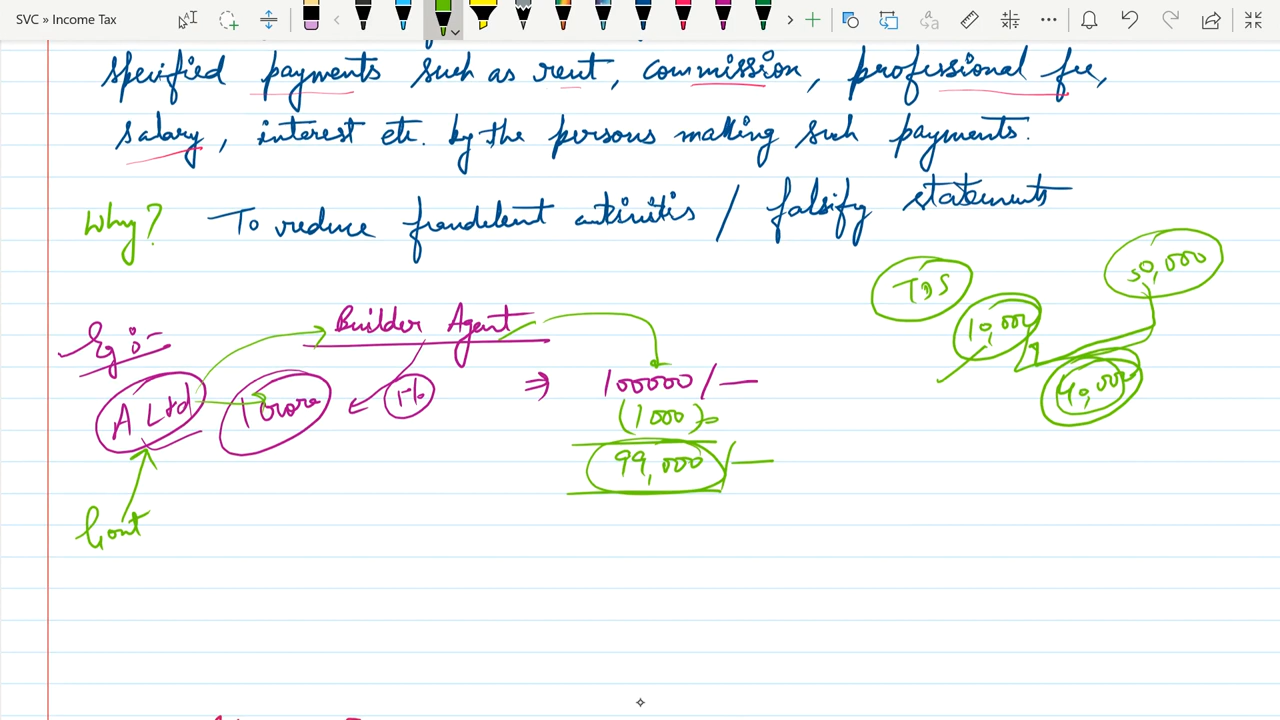 SVC » Income Tax
specified payments such as rent, commission, professional fee,
salary, interest etc. by the persons making such payments.
Why? To reduce fraudelent activities / falsify statements
TDS 10,000 50,000 40,000
Eg:- Builder Agent
A Ltd 1 Crore 1% ⇒ 100000/—
(1000)
99,000/—
Govt